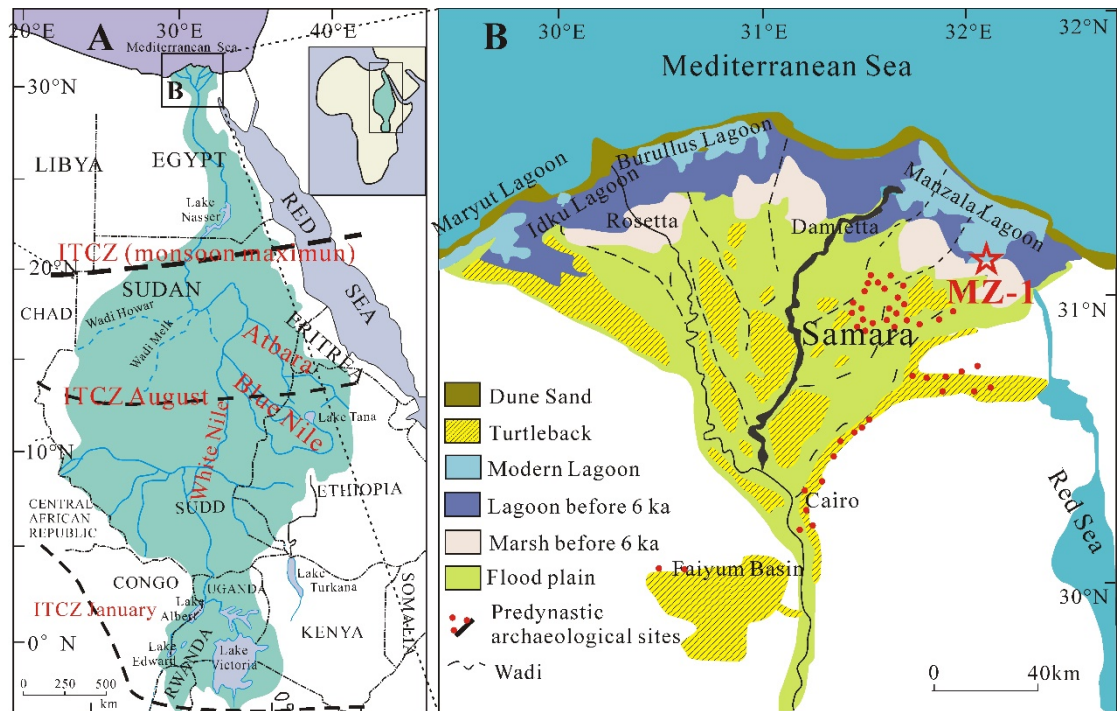 20°E
30°E
40°E
A
Mediterranean Sea
30°N
B
LIBYA
EGYPT
Lake
Nasser
RED
SEA
ITCZ (monsoon maximun)
20°N
SUDAN
CHAD
Wadi Howar
Wadi Melk
ERITREA
Atbara
ITCZ August
Blue Nile
Lake Tana
White Nile
10°N
SUDD
ETHIOPIA
CENTRAL
AFRICAN
REPUBLIC
CONGO
UGANDA
Lake
Turkana
SOMALIA
ITCZ January
Lake
Albert
KENYA
0° N
Lake
Edward
RWANDA
Lake
Victoria
0 250 500
km
B
30°E
31°E
32°E
32°N
Mediterranean Sea
Maryut Lagoon
Idku Lagoon
Burullus Lagoon
Manzala Lagoon
Rosetta
Damietta
MZ-1
31°N
Samara
Dune Sand
Turtleback
Modern Lagoon
Lagoon before 6 ka
Marsh before 6 ka
Flood plain
Predynastic
archaeological sites
Wadi
Cairo
Faiyum Basin
Red Sea
30°N
0 40km